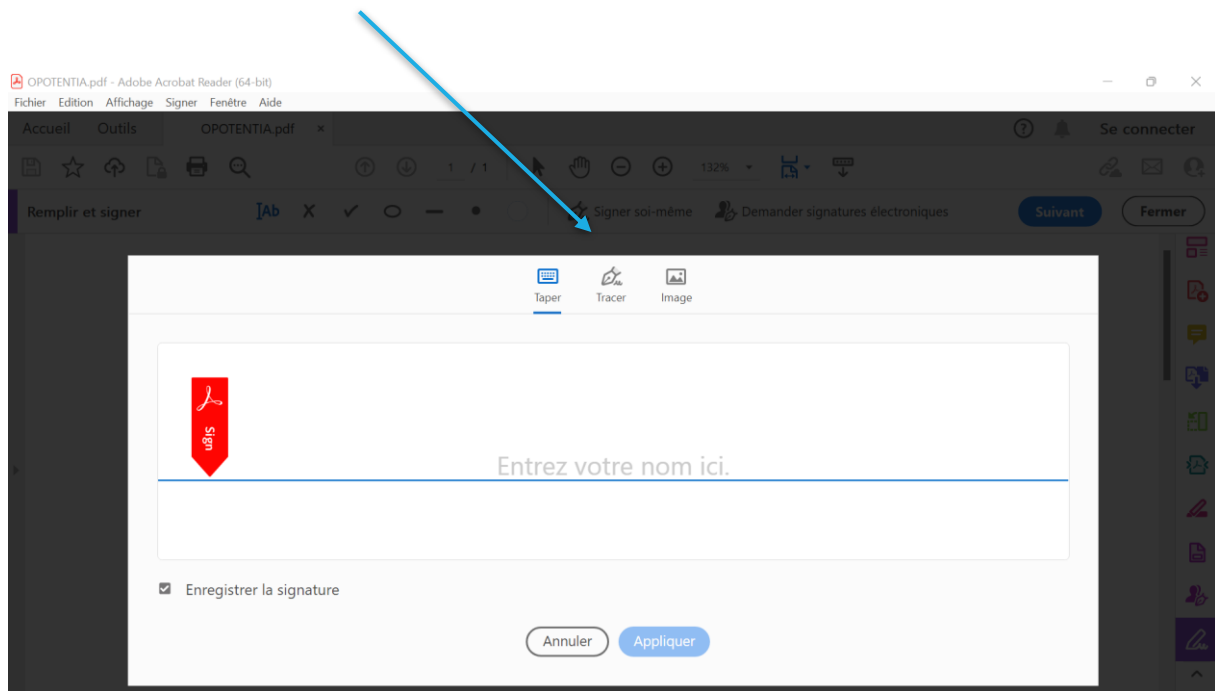 OPOTENTIA.pdf - Adobe Acrobat Reader (64-bit)
Fichier Edition Affichage Signer Fenêtre Aide
Accueil Outils OPOTENTIA.pdf × Se connecter
1 / 1 132%
Remplir et signer IAb X Signer soi-même Demander signatures électroniques Suivant Fermer
Taper Tracer Image
Sign
Entrez votre nom ici.
Enregistrer la signature
Annuler Appliquer